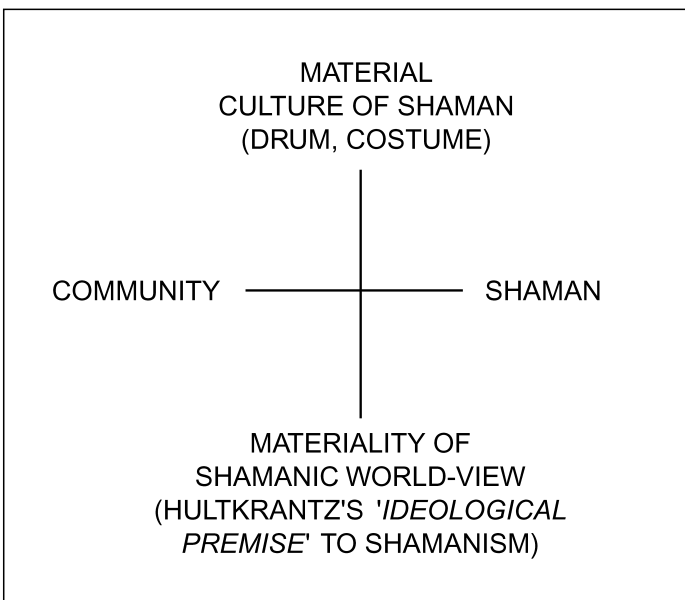 MATERIAL
CULTURE OF SHAMAN
(DRUM, COSTUME)
COMMUNITY
SHAMAN
MATERIALITY OF
SHAMANIC WORLD-VIEW
(HULTKRANTZ'S 'IDEOLOGICAL
PREMISE' TO SHAMANISM)